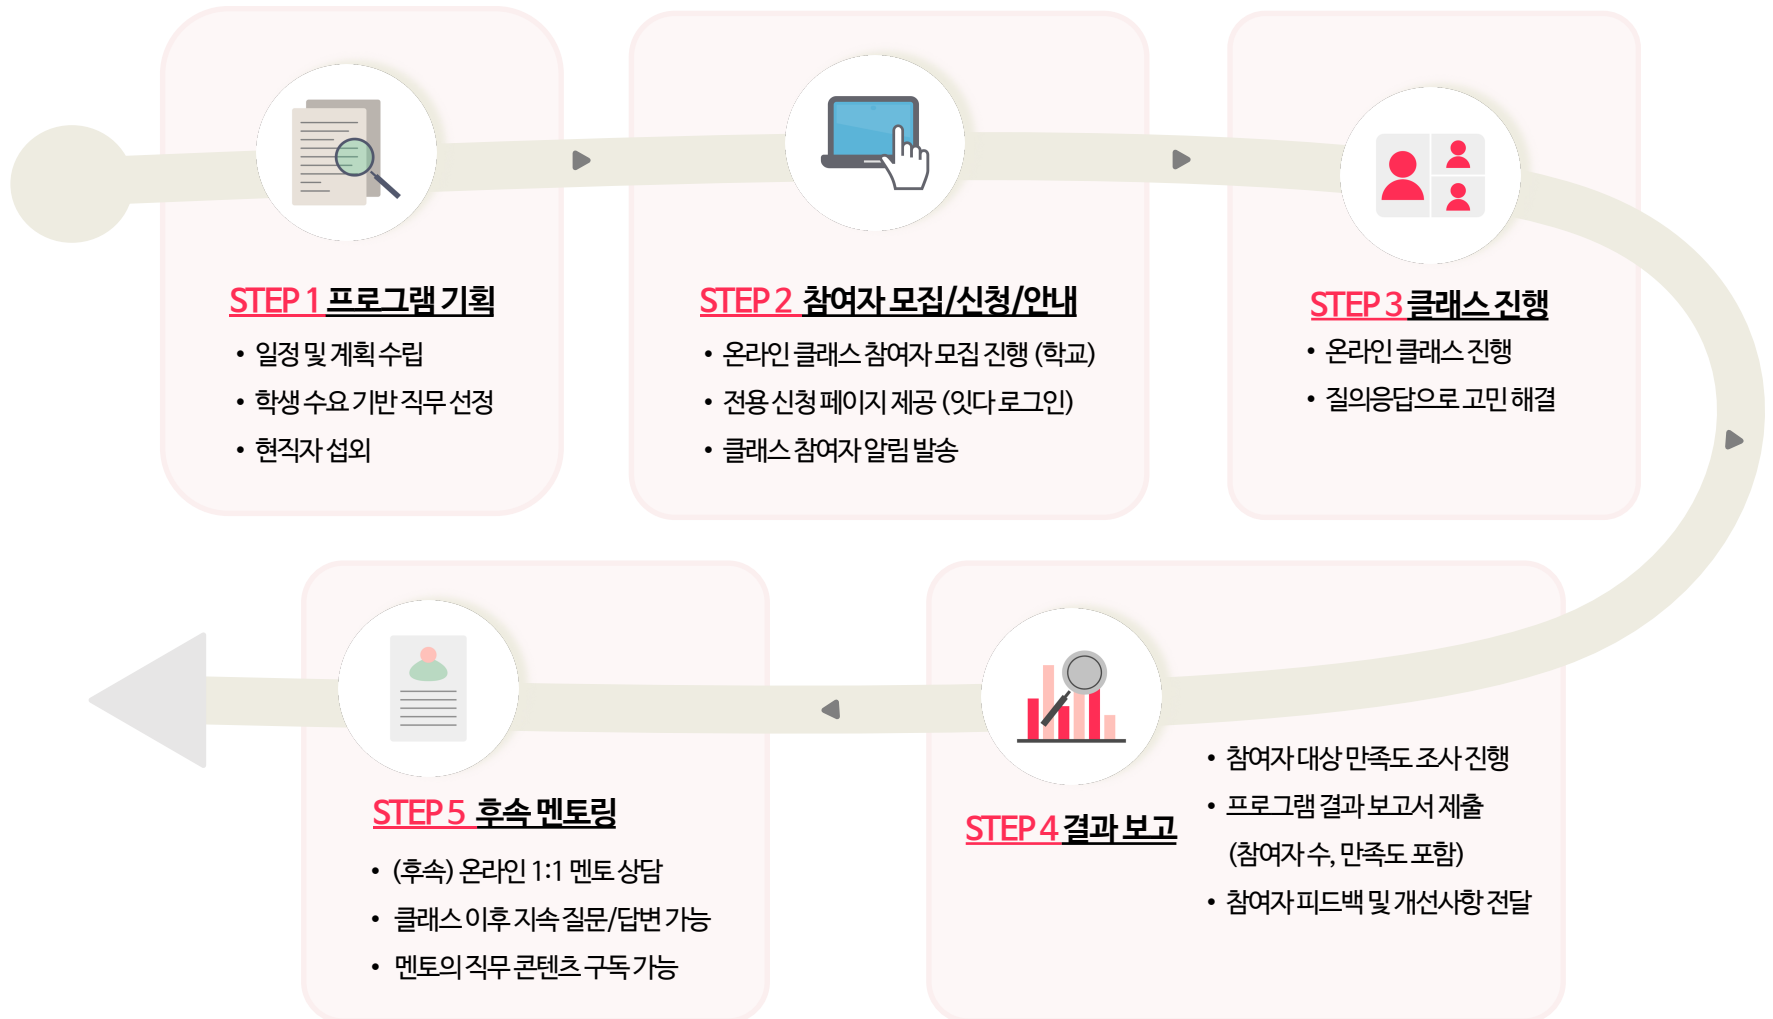 STEP 1 프로그램 기획
• 일정 및 계획 수립
• 학생 수요 기반 직무 선정
• 현직자 섭외
STEP 2 참여자 모집/신청/안내
• 온라인 클래스 참여자 모집 진행 (학교)
• 전용 신청 페이지 제공 (잇다 로그인)
• 클래스 참여자 알림 발송
STEP 3 클래스 진행
• 온라인 클래스 진행
• 질의응답으로 고민 해결
STEP 4 결과 보고
• 참여자 대상 만족도 조사 진행
• 프로그램 결과 보고서 제출
(참여자 수, 만족도 포함)
• 참여자 피드백 및 개선사항 전달
STEP 5 후속 멘토링
• (후속) 온라인 1:1 멘토 상담
• 클래스 이후 지속 질문/답변 가능
• 멘토의 직무 콘텐츠 구독 가능